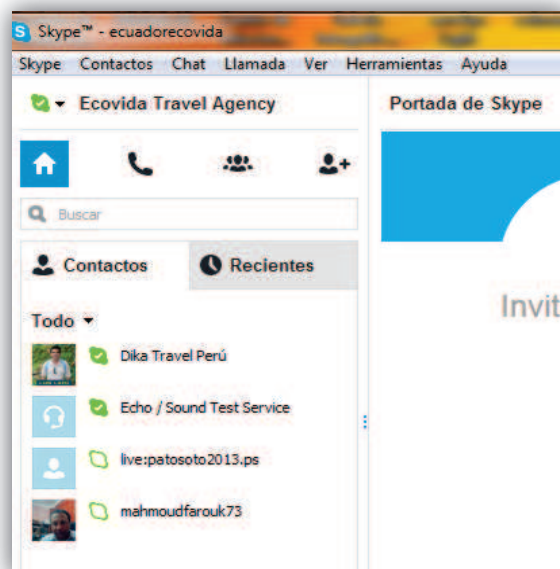 Skype™ - ecuadorecovida
Skype Contactos Chat Llamada Ver Herramientas Ayuda
Ecovida Travel Agency
Portada de Skype
Buscar
Contactos Recientes
Invit
Todo
Dika Travel Perú
Echo / Sound Test Service
live:patosoto2013.ps
mahmoudfarouk73